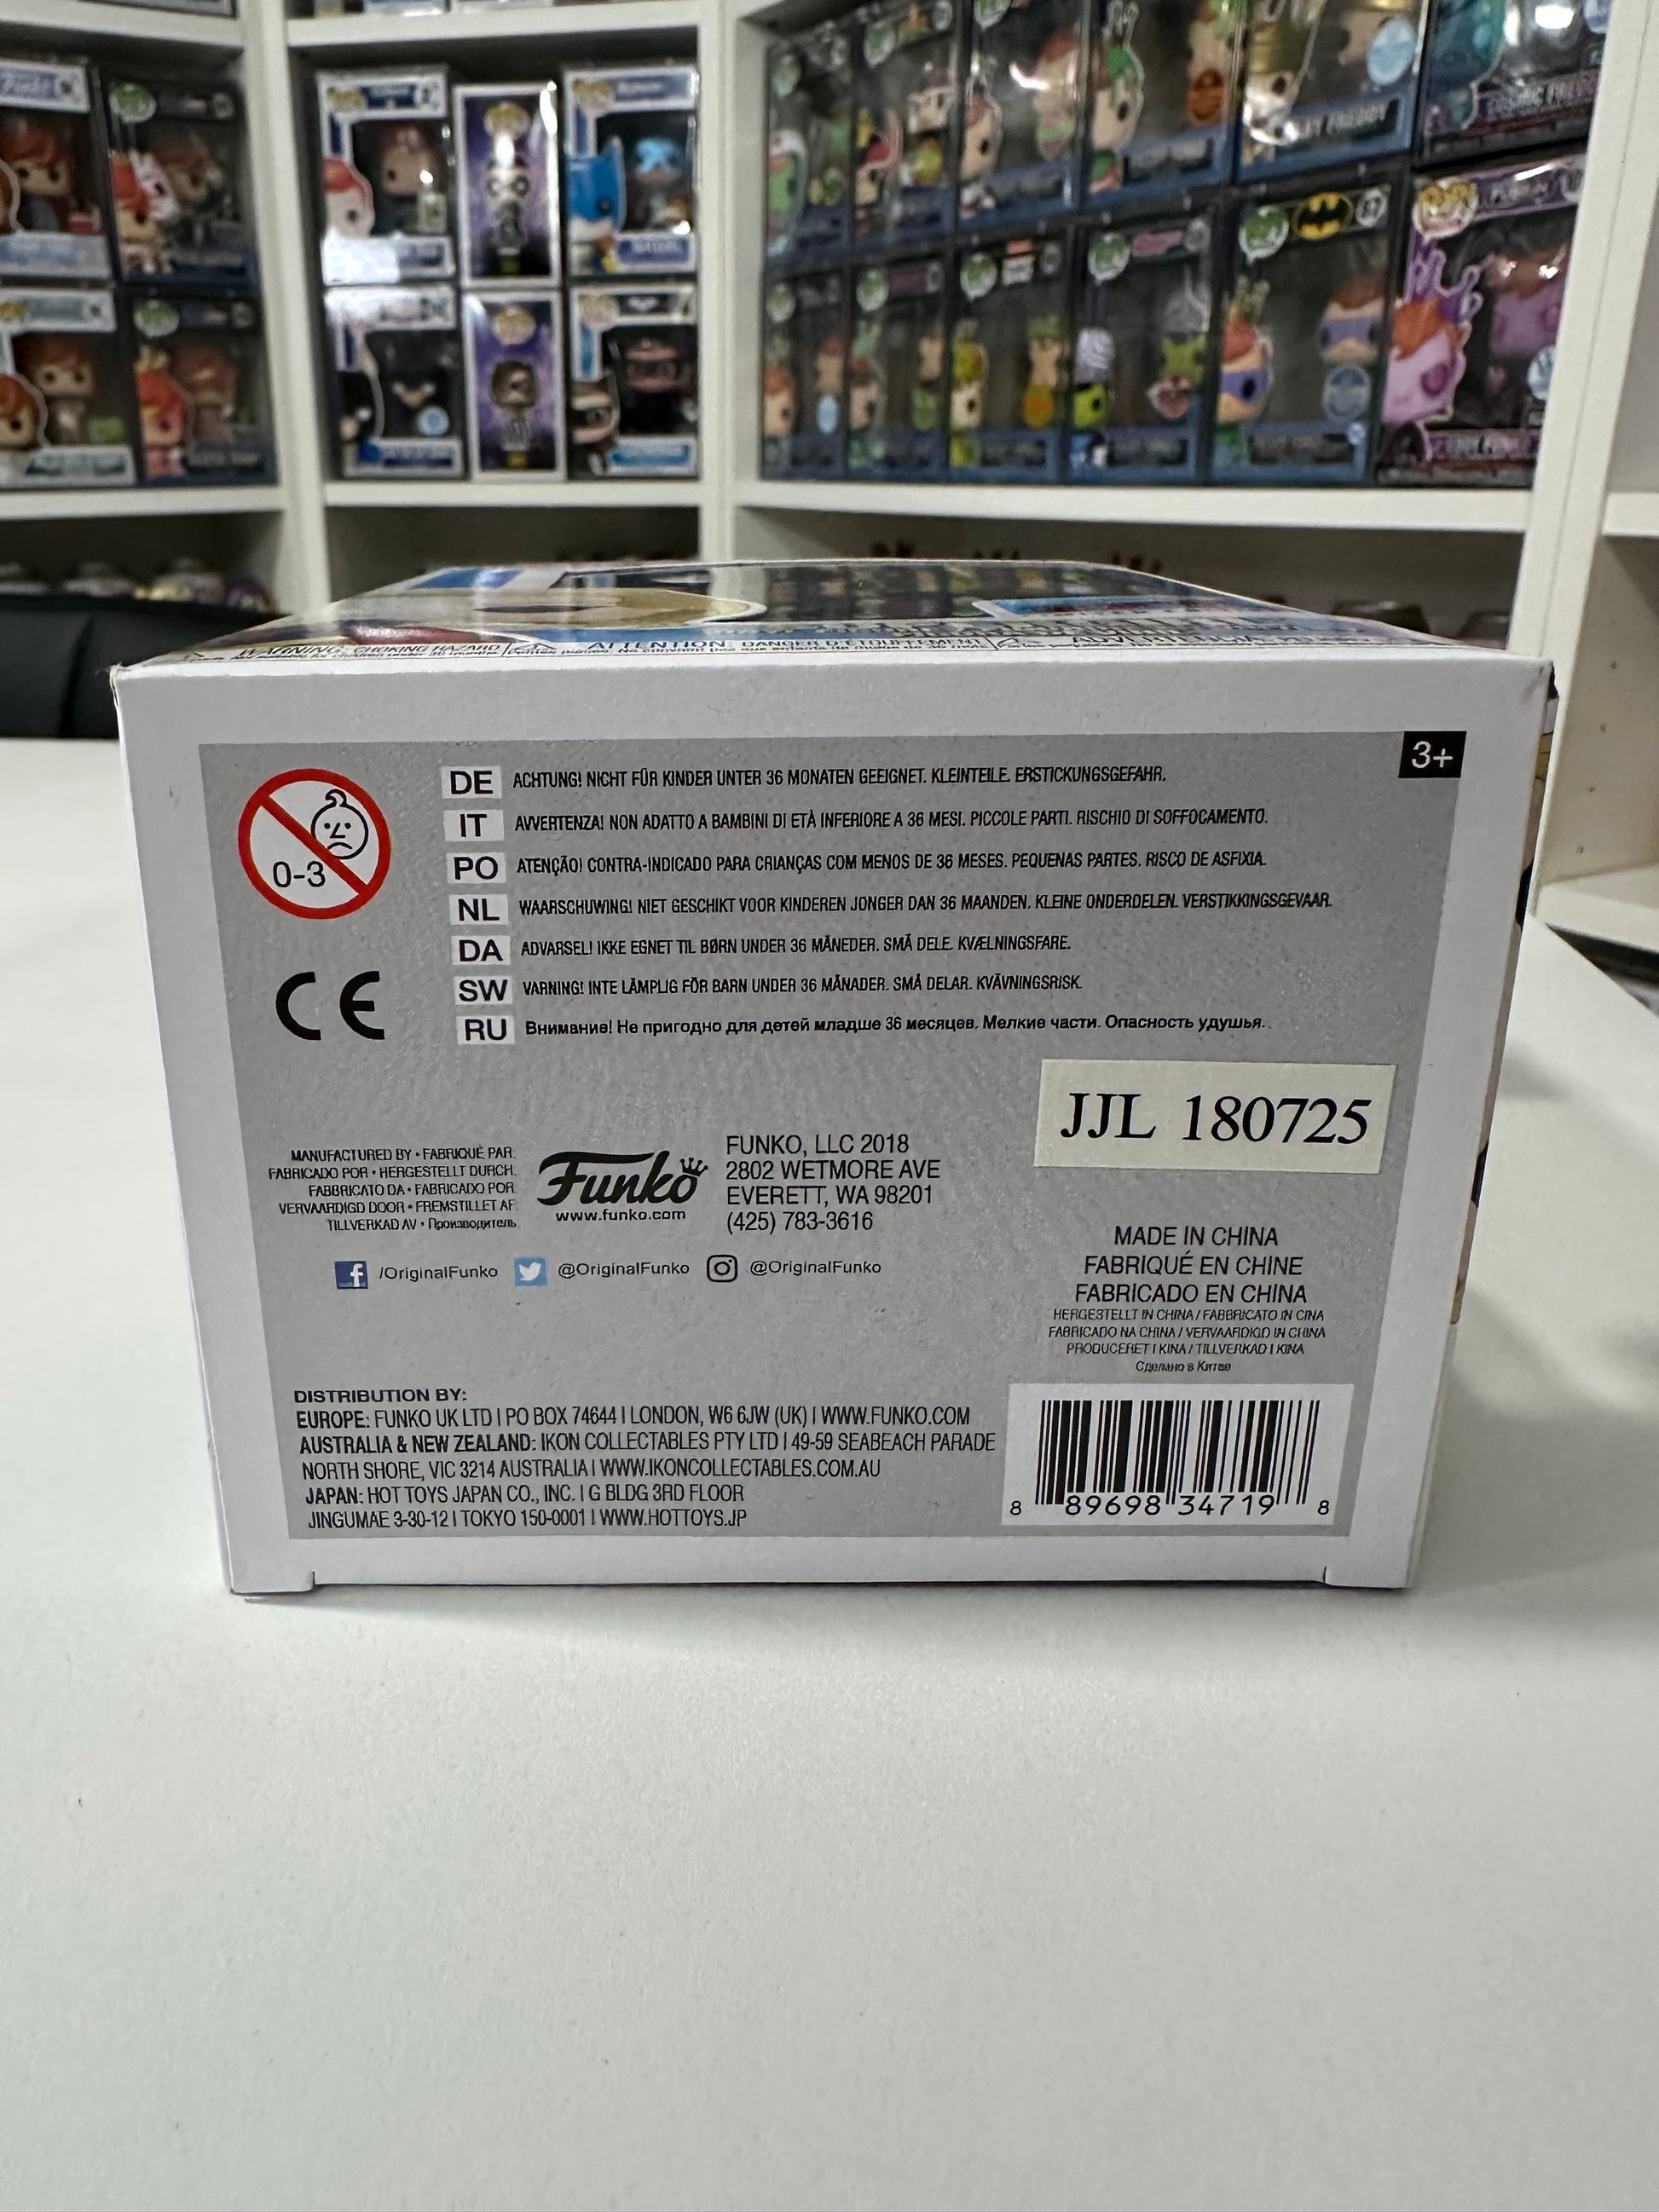 WARNING: CHOKING HAZARD
ATTENTION: DANGER D'ÉTOUFFEMENT
3+
0-3
DE ACHTUNG! NICHT FÜR KINDER UNTER 36 MONATEN GEEIGNET. KLEINTEILE. ERSTICKUNGSGEFAHR.
IT AVVERTENZA! NON ADATTO A BAMBINI DI ETÀ INFERIORE A 36 MESI. PICCOLE PARTI. RISCHIO DI SOFFOCAMENTO.
PO ATENÇÃO! CONTRA-INDICADO PARA CRIANÇAS COM MENOS DE 36 MESES. PEQUENAS PARTES. RISCO DE ASFIXIA.
NL WAARSCHUWING! NIET GESCHIKT VOOR KINDEREN JONGER DAN 36 MAANDEN. KLEINE ONDERDELEN. VERSTIKKINGSGEVAAR.
DA ADVARSEL! IKKE EGNET TIL BØRN UNDER 36 MÅNEDER. SMÅ DELE. KVÆLNINGSFARE.
SW VARNING! INTE LÄMPLIG FÖR BARN UNDER 36 MÅNADER. SMÅ DELAR. KVÄVNINGSRISK.
RU Внимание! Не пригодно для детей младше 36 месяцев. Мелкие части. Опасность удушья.
CE
JJL 180725
MANUFACTURED BY • FABRIQUÉ PAR
FABRICADO POR • HERGESTELLT DURCH
FABBRICATO DA • FABRICADO POR
VERVAARDIGD DOOR • FREMSTILLET AF
TILLVERKAD AV • Производитель
Funko
www.funko.com
FUNKO, LLC 2018
2802 WETMORE AVE
EVERETT, WA 98201
(425) 783-3616
/OriginalFunko @OriginalFunko @OriginalFunko
MADE IN CHINA
FABRIQUÉ EN CHINE
FABRICADO EN CHINA
HERGESTELLT IN CHINA / FABBRICATO IN CINA
FABRICADO NA CHINA / VERVAARDIGD IN CHINA
PRODUCERET I KINA / TILLVERKAD I KINA
Сделано в Китае
DISTRIBUTION BY:
EUROPE: FUNKO UK LTD | PO BOX 74644 | LONDON, W6 6JW (UK) | WWW.FUNKO.COM
AUSTRALIA & NEW ZEALAND: IKON COLLECTABLES PTY LTD | 49-59 SEABEACH PARADE
NORTH SHORE, VIC 3214 AUSTRALIA | WWW.IKONCOLLECTABLES.COM.AU
JAPAN: HOT TOYS JAPAN CO., INC. | G BLDG 3RD FLOOR
JINGUMAE 3-30-12 | TOKYO 150-0001 | WWW.HOTTOYS.JP
8 89698 34719 8